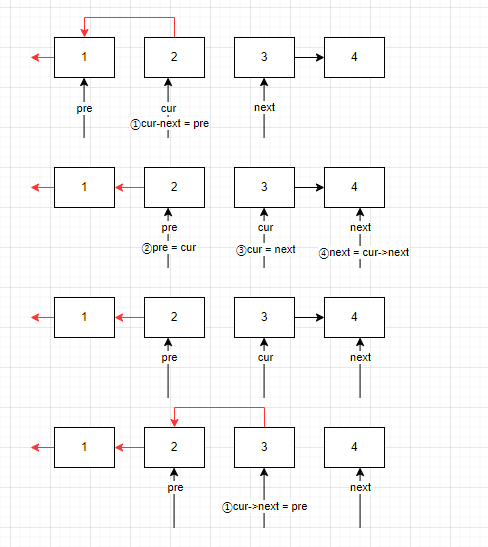 1 2 3 4
pre cur next
①cur-next = pre
1 2 3 4
pre cur next
②pre = cur ③cur = next ④next = cur->next
1 2 3 4
pre cur next
1 2 3 4
pre next
①cur->next = pre